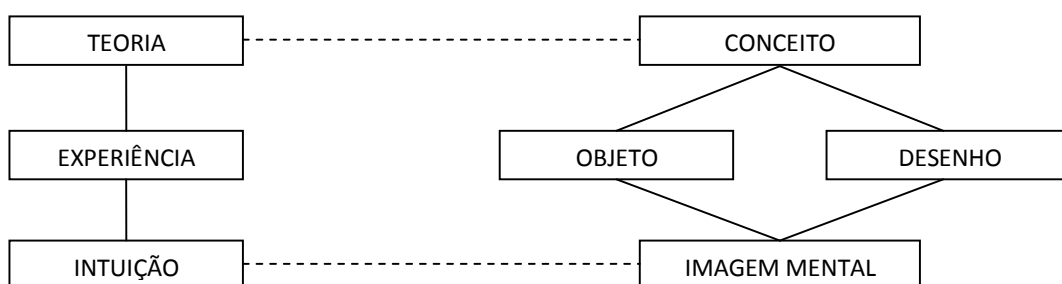 TEORIA
CONCEITO
EXPERIÊNCIA
OBJETO
DESENHO
INTUIÇÃO
IMAGEM MENTAL